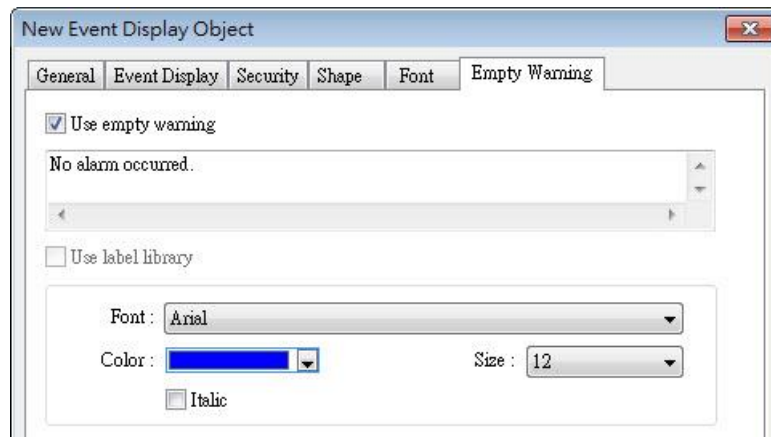 New Event Display Object
General Event Display Security Shape Font Empty Warning
Use empty warning
No alarm occurred.
Use label library
Font : Arial
Color : Size : 12
Italic